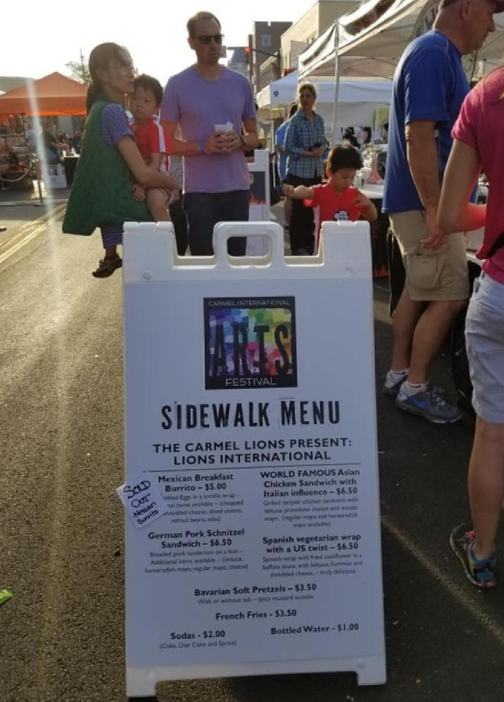 CARMEL INTERNATIONAL
ARTS
FESTIVAL
SIDEWALK MENU
THE CARMEL LIONS PRESENT:
LIONS INTERNATIONAL
Mexican Breakfast
Burrito – $5.00
Eggs in a tortilla wrap –
items available – (chopped
shredded cheese, diced onions,
refried beans, salsa)
SOLD
OUT
Mexican
Burrito
German Pork Schnitzel
Sandwich – $6.50
Breaded pork tenderloin on a bun –
Additional items available – (lettuce,
horseradish mayo, regular mayo, cheese)
WORLD FAMOUS Asian
Chicken Sandwich with
Italian influence – $6.50
Grilled teriyaki chicken sandwich with
lettuce, provolone cheese and
mayo. (regular mayo and horseradish
mayo available)
Spanish vegetarian wrap
with a US twist – $6.50
Spinach wrap with fried cauliflower in a
buffalo sauce, with lettuce, hummus and
shredded cheese, – truly delicious
Bavarian Soft Pretzels – $3.50
With or without salt – spicy mustard available
French Fries – $3.50
Sodas – $2.00
(Coke, Diet Coke and Sprite)
Bottled Water – $1.00